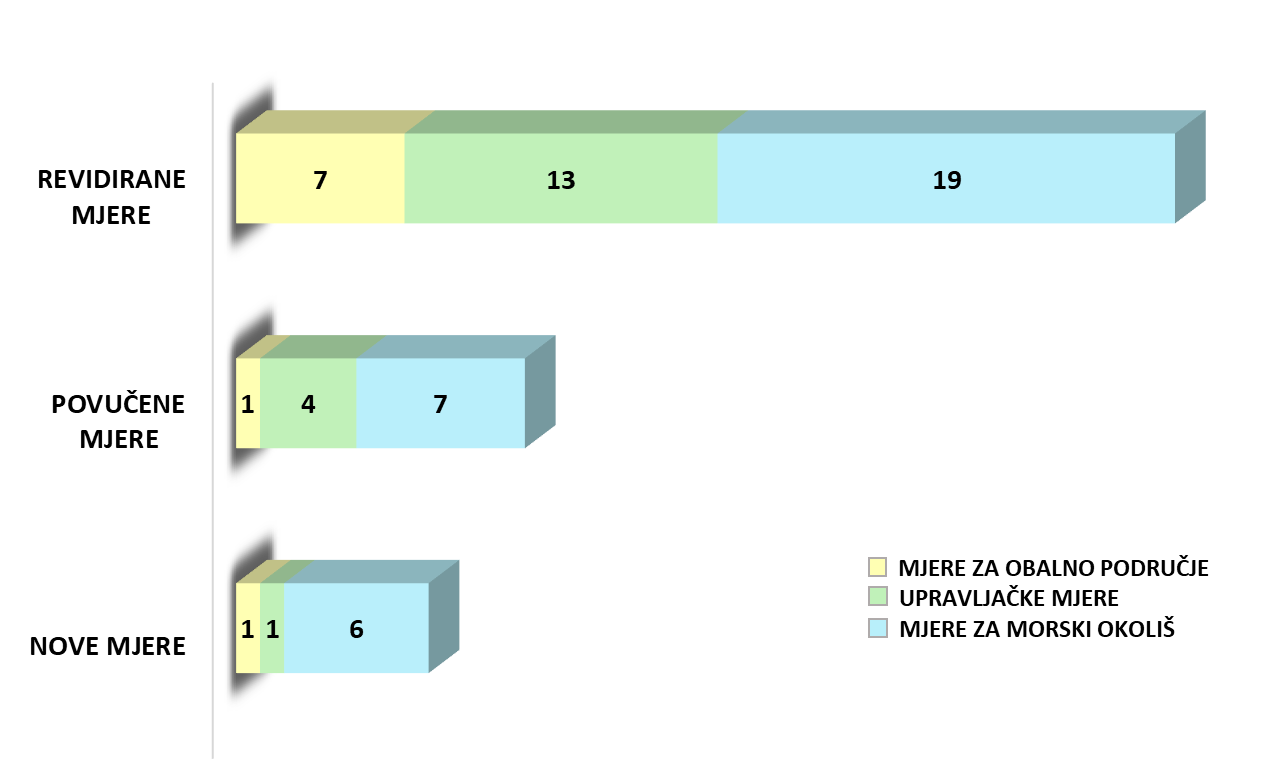 REVIDIRANE
MJERE
7
13
19
POVUČENE
MJERE
1
4
7
NOVE MJERE
1
1
6
MJERE ZA OBALNO PODRUČJE
UPRAVLJAČKE MJERE
MJERE ZA MORSKI OKOLIŠ